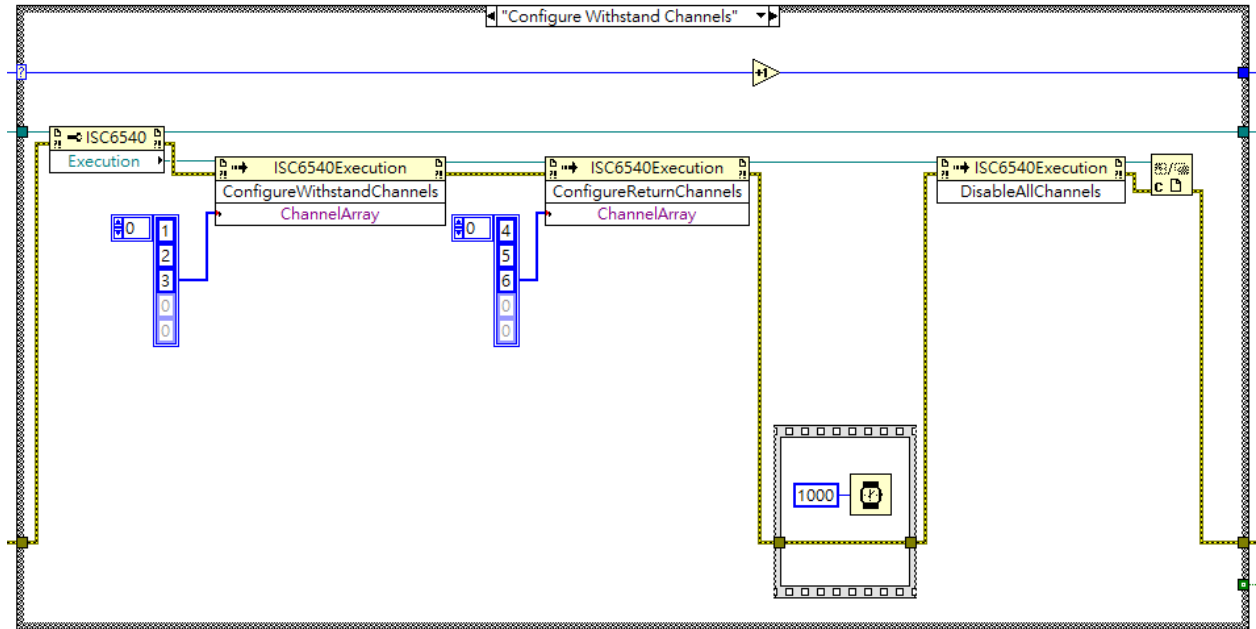 "Configure Withstand Channels"
+1
ISC6540
Execution
ISC6540Execution
ConfigureWithstandChannels
ChannelArray
0
1
2
3
0
0
ISC6540Execution
ConfigureReturnChannels
ChannelArray
0
4
5
6
0
0
ISC6540Execution
DisableAllChannels
C
1000